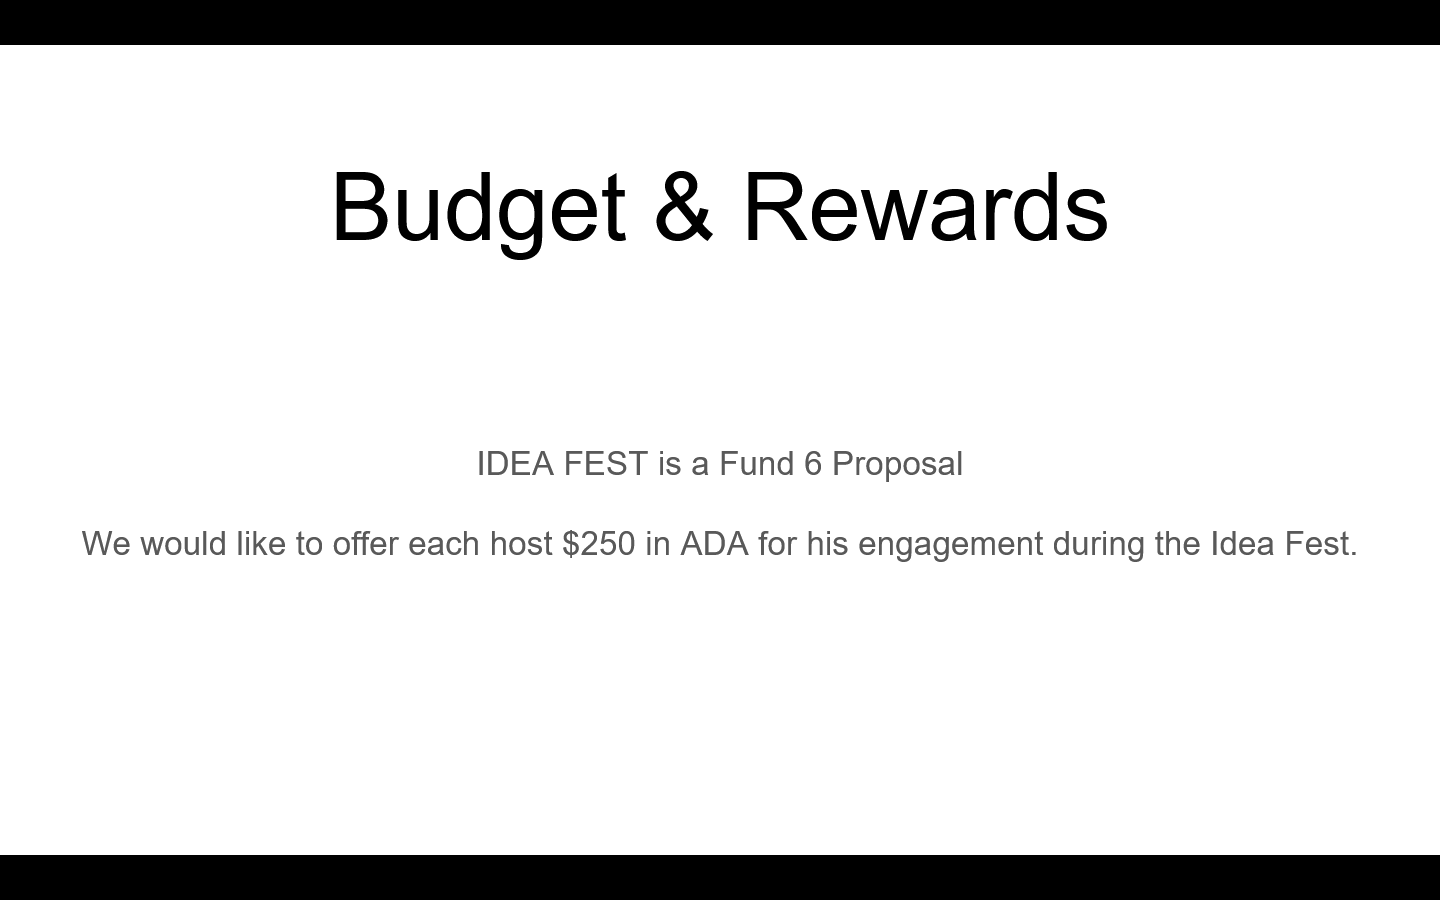 Budget & Rewards
IDEA FEST is a Fund 6 Proposal
We would like to offer each host $250 in ADA for his engagement during the Idea Fest.